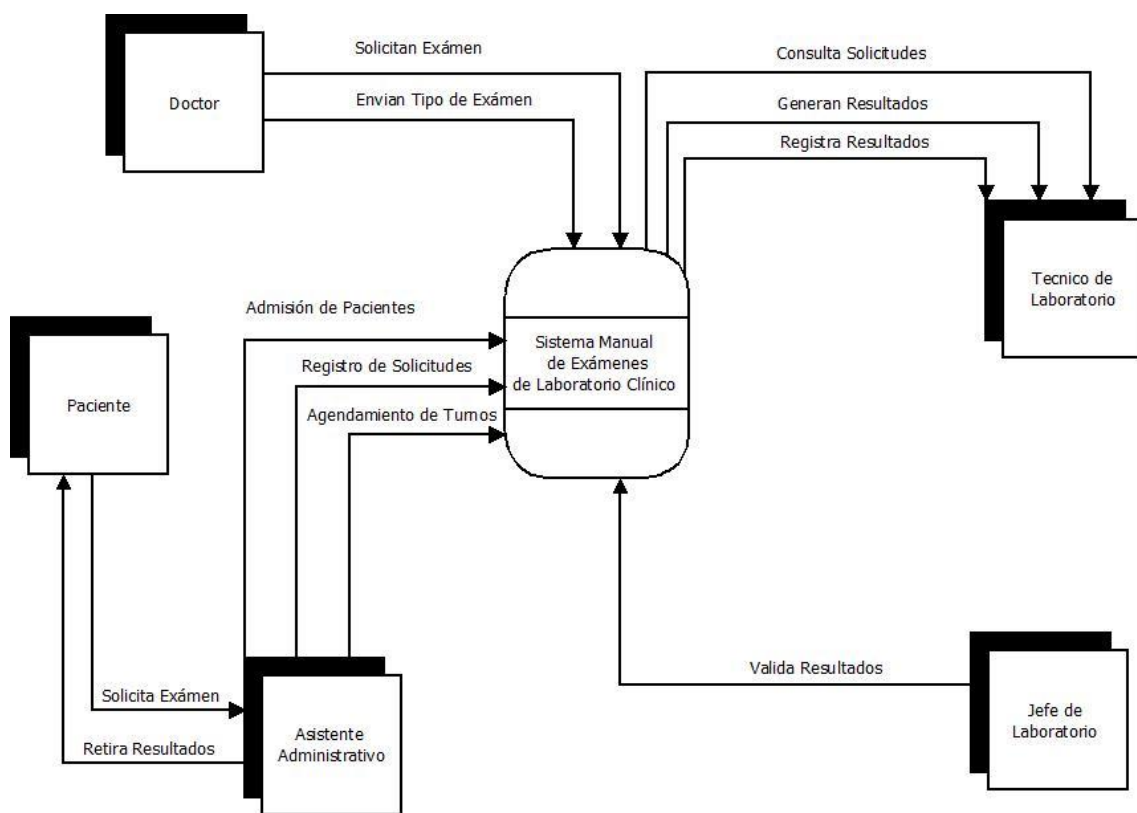 Solicitan Exámen
Envian Tipo de Exámen
Doctor
Consulta Solicitudes
Generan Resultados
Registra Resultados
Tecnico de
Laboratorio
Admisión de Pacientes
Registro de Solicitudes
Agendamiento de Turnos
Sistema Manual
de Exámenes
de Laboratorio Clínico
Paciente
Solicita Exámen
Retira Resultados
Asistente
Administrativo
Valida Resultados
Jefe de
Laboratorio